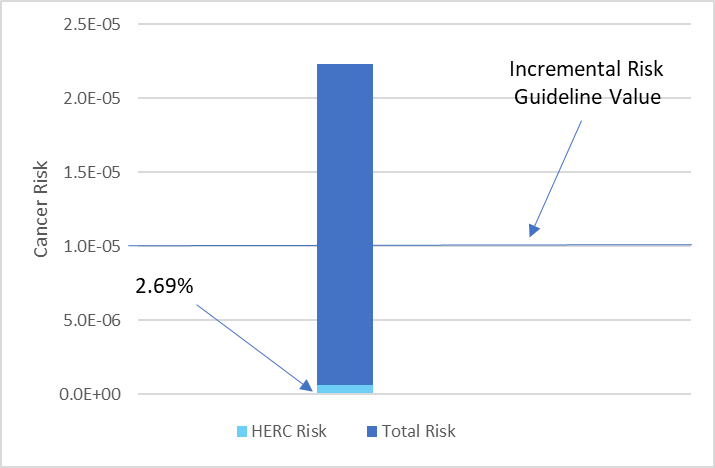 2.5E-05
Incremental Risk
Guideline Value
2.0E-05
1.5E-05
Cancer Risk
1.0E-05
2.69%
5.0E-06
0.0E+00
HERC Risk Total Risk